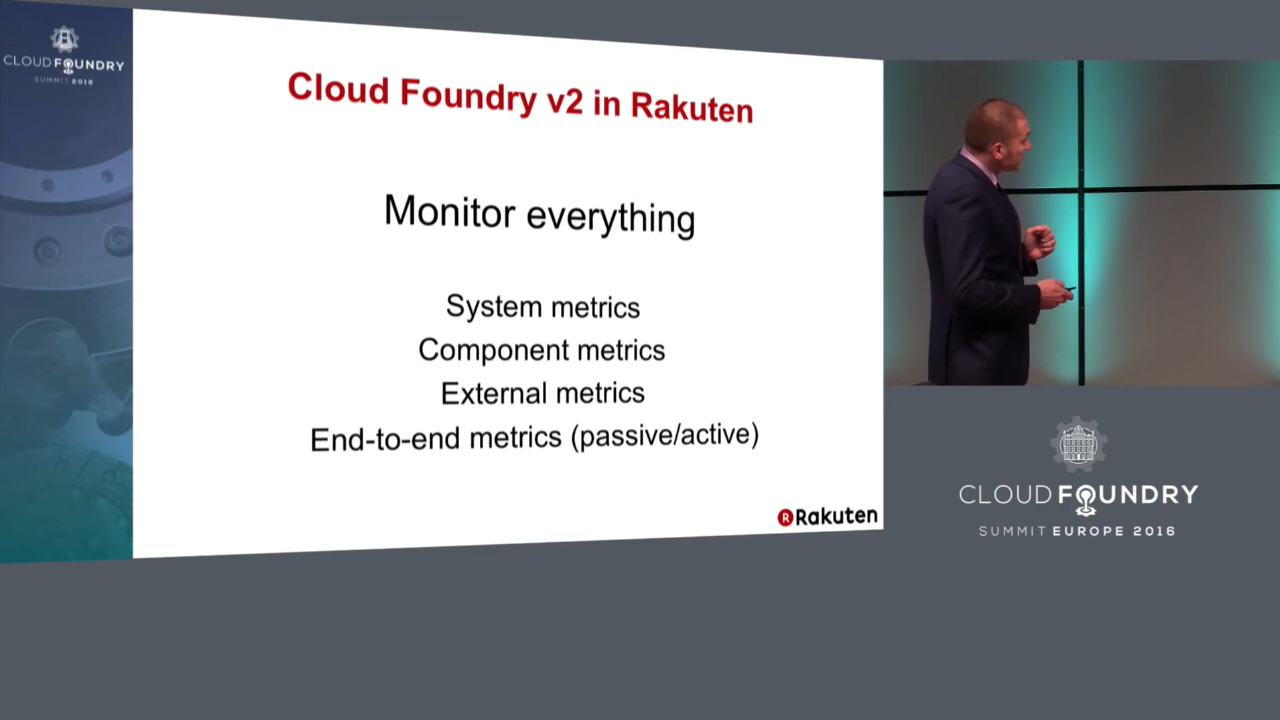 CLOUD FOUNDRY
SUMMIT 2016
Cloud Foundry v2 in Rakuten
Monitor everything
System metrics
Component metrics
External metrics
End-to-end metrics (passive/active)
R Rakuten
CLOUD FOUNDRY
SUMMIT EUROPE 2016